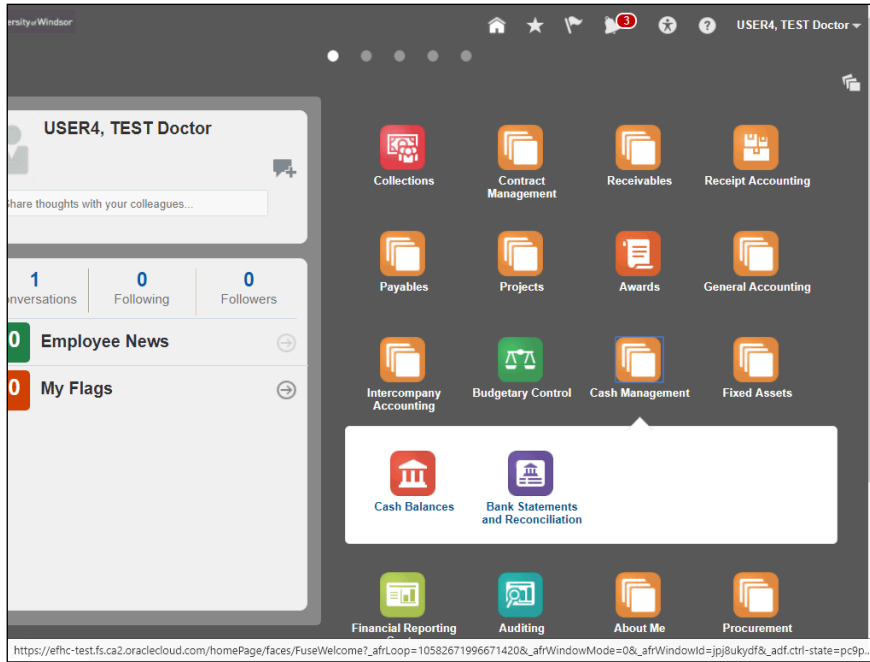 ersity of Windsor
3
USER4, TEST Doctor
USER4, TEST Doctor
Share thoughts with your colleagues...
1
0
0
onversations
Following
Followers
0
Employee News
0
My Flags
Collections
Contract
Management
Receivables
Receipt Accounting
Payables
Projects
Awards
General Accounting
Intercompany
Accounting
Budgetary Control
Cash Management
Fixed Assets
Cash Balances
Bank Statements
and Reconciliation
Financial Reporting
Auditing
About Me
Procurement
https://efhc-test.fs.ca2.oraclecloud.com/homePage/faces/FuseWelcome?_afrLoop=10582671996671420&_afrWindowMode=0&_afrWindowId=jpj8ukydf&_adf.ctrl-state=pc9p...